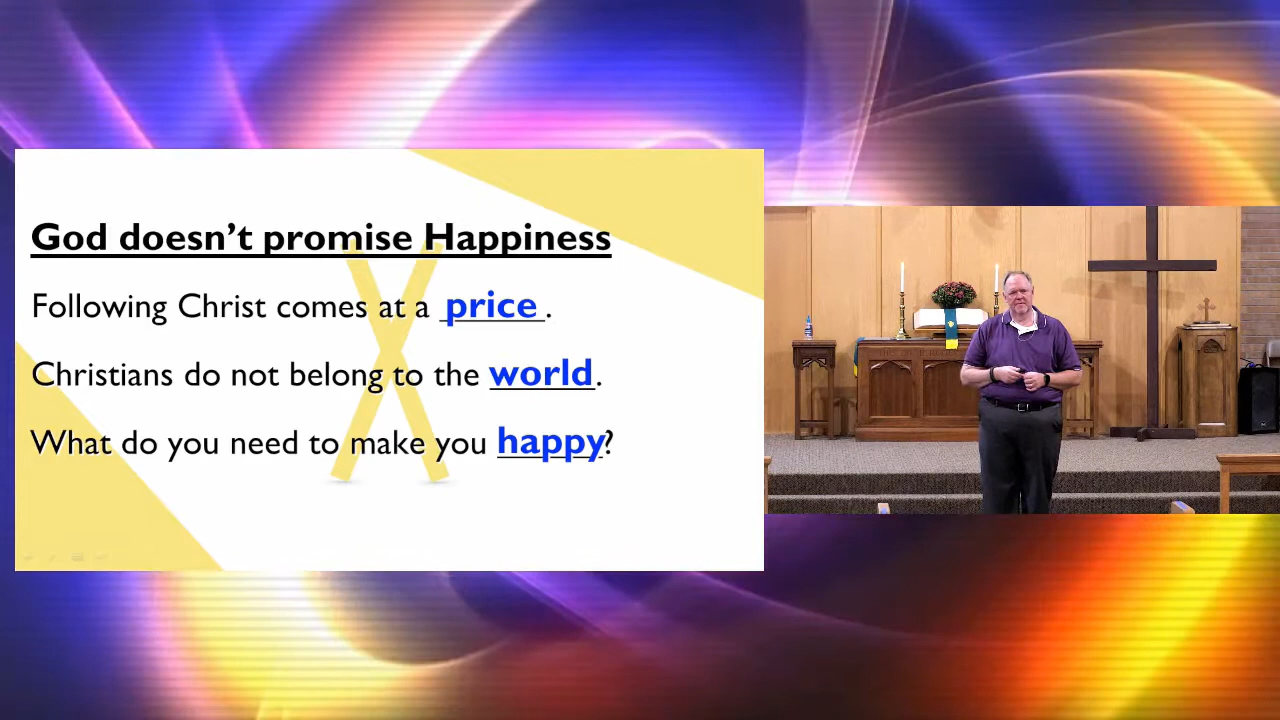 God doesn't promise Happiness
Following Christ comes at a price.
Christians do not belong to the world.
What do you need to make you happy?